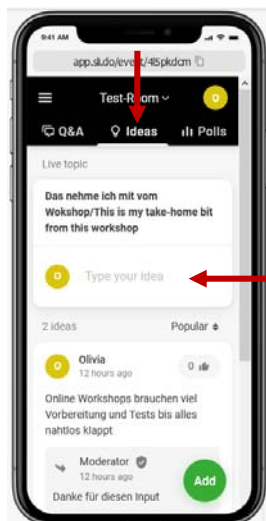 9:41 AM
app.sli.do/event/4i5pkdcm
Test-Room
O
Q&A Ideas Polls
Live topic
Das nehme ich mit vom
Wokshop/This is my take-home bit
from this workshop
O Type your idea
2 ideas Popular
O Olivia 0
12 hours ago
Online Workshops brauchen viel
Vorbereitung und Tests bis alles
nahtlos klappt
Moderator
12 hours ago
Add
Danke für diesen Input